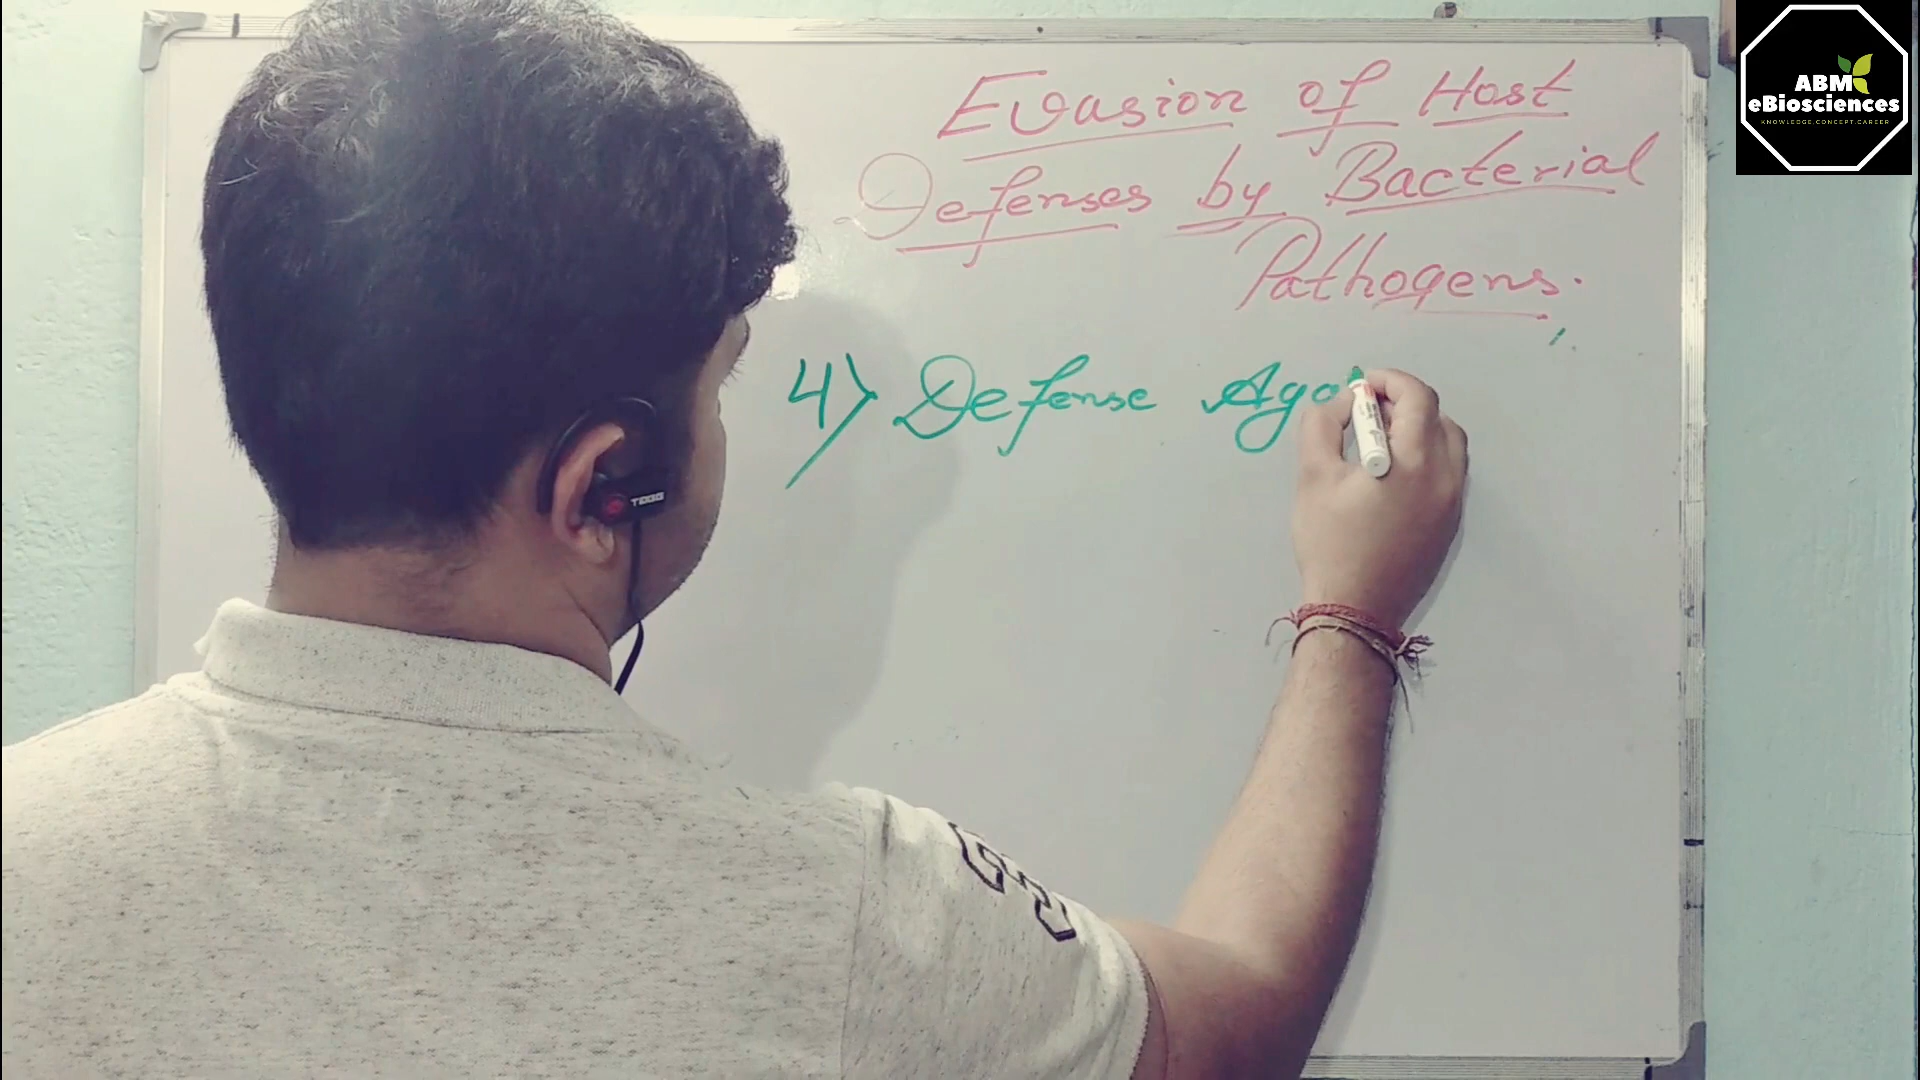 Evasion of Host
Defenses by Bacterial
Pathogens.
4) Defense Aga
ABM
eBiosciences
KNOWLEDGE.CONCEPT.CAREER